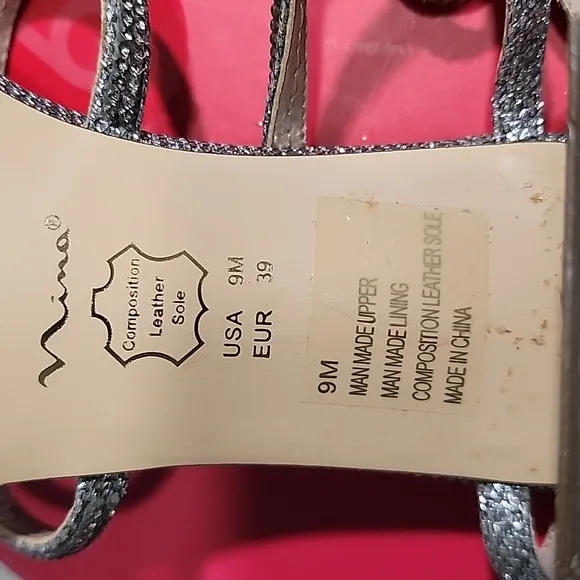 Nina®
Composition
Leather
Sole
USA 9M
EUR 39
9M
MAN MADE UPPER
MAN MADE LINING
COMPOSITION LEATHER SOLE
MADE IN CHINA